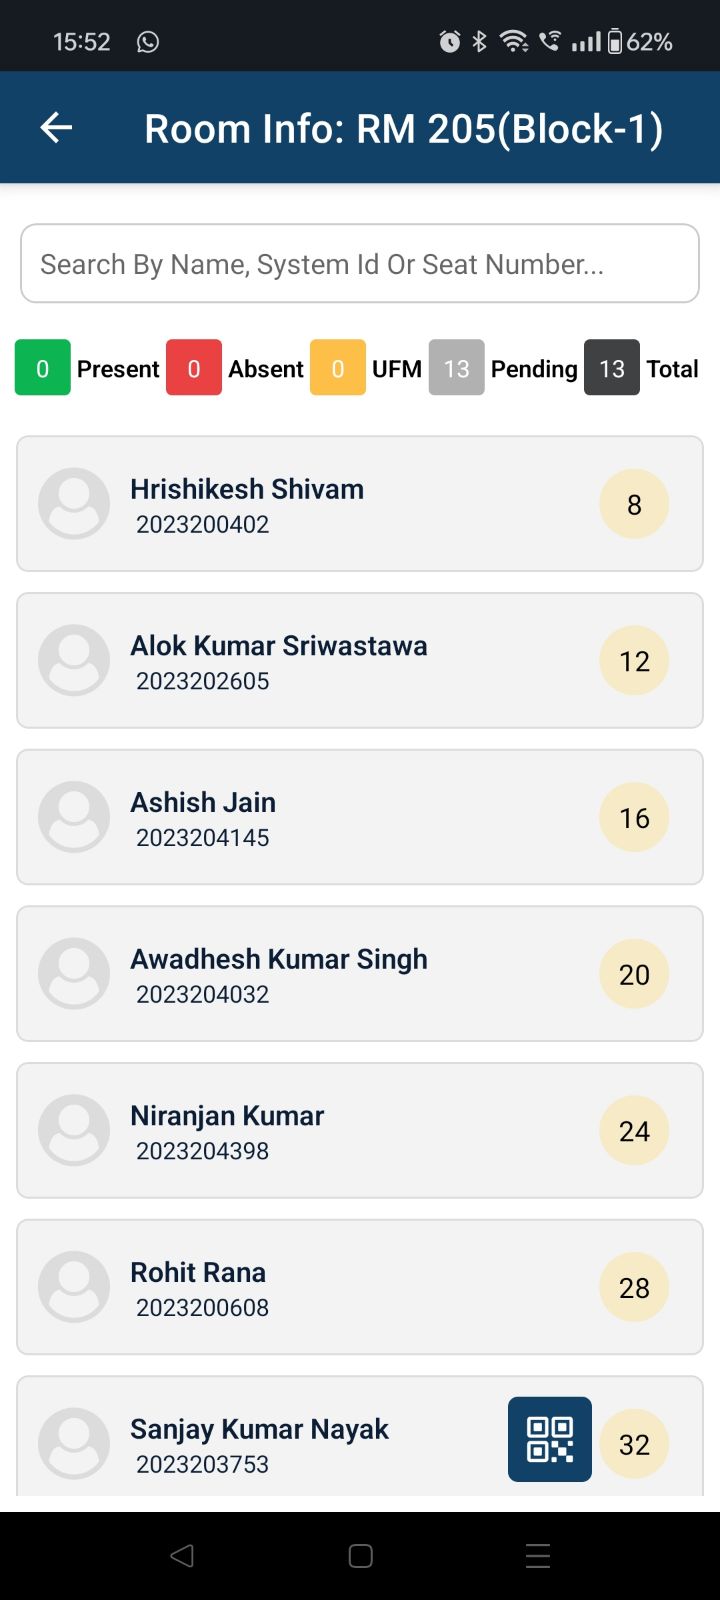 15:52 62%
Room Info: RM 205(Block-1)
Search By Name, System Id Or Seat Number...
0 Present 0 Absent 0 UFM 13 Pending 13 Total
Hrishikesh Shivam
2023200402
8
Alok Kumar Sriwastawa
2023202605
12
Ashish Jain
2023204145
16
Awadhesh Kumar Singh
2023204032
20
Niranjan Kumar
2023204398
24
Rohit Rana
2023200608
28
Sanjay Kumar Nayak
2023203753
32